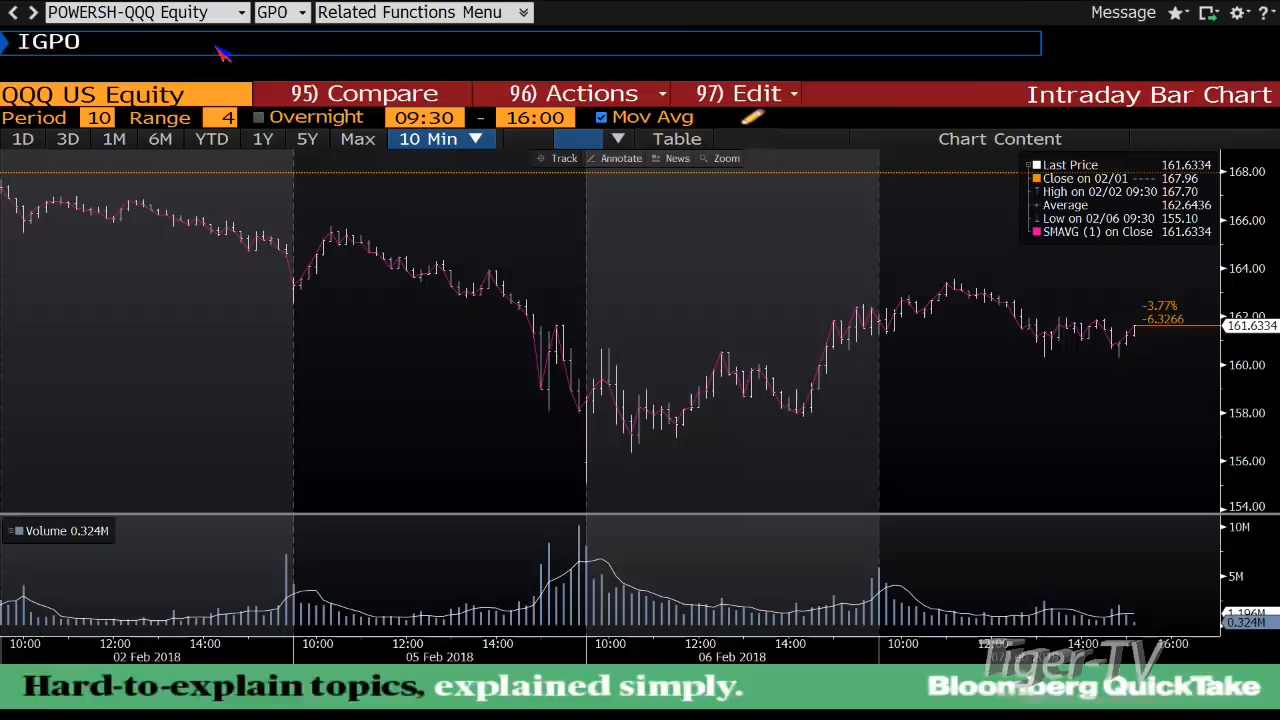 POWERSH-QQQ Equity GPO Related Functions Menu Message ?
IGPO
QQQ US Equity 95) Compare 96) Actions 97) Edit Intraday Bar Chart
Period 10 Range 4 Overnight 09:30 - 16:00 Mov Avg
1D 3D 1M 6M YTD 1Y 5Y Max 10 Min Table Chart Content
Track Annotate News Zoom
Last Price 161.6334
Close on 02/01 ---- 167.96
High on 02/02 09:30 167.70
Average 162.6436
Low on 02/06 09:30 155.10
SMAVG (1) on Close 161.6334
168.00
166.00
164.00
162.00
160.00
158.00
156.00
154.00
-3.77%
-6.3266
161.6334
Volume 0.324M
10M
5M
1.196M
0.324M
10:00 12:00 14:00 10:00 12:00 14:00 10:00 12:00 14:00 10:00 12:00 14:00 16:00
02 Feb 2018 05 Feb 2018 06 Feb 2018
Tiger-TV
Hard-to-explain topics, explained simply. Bloomberg QuickTake